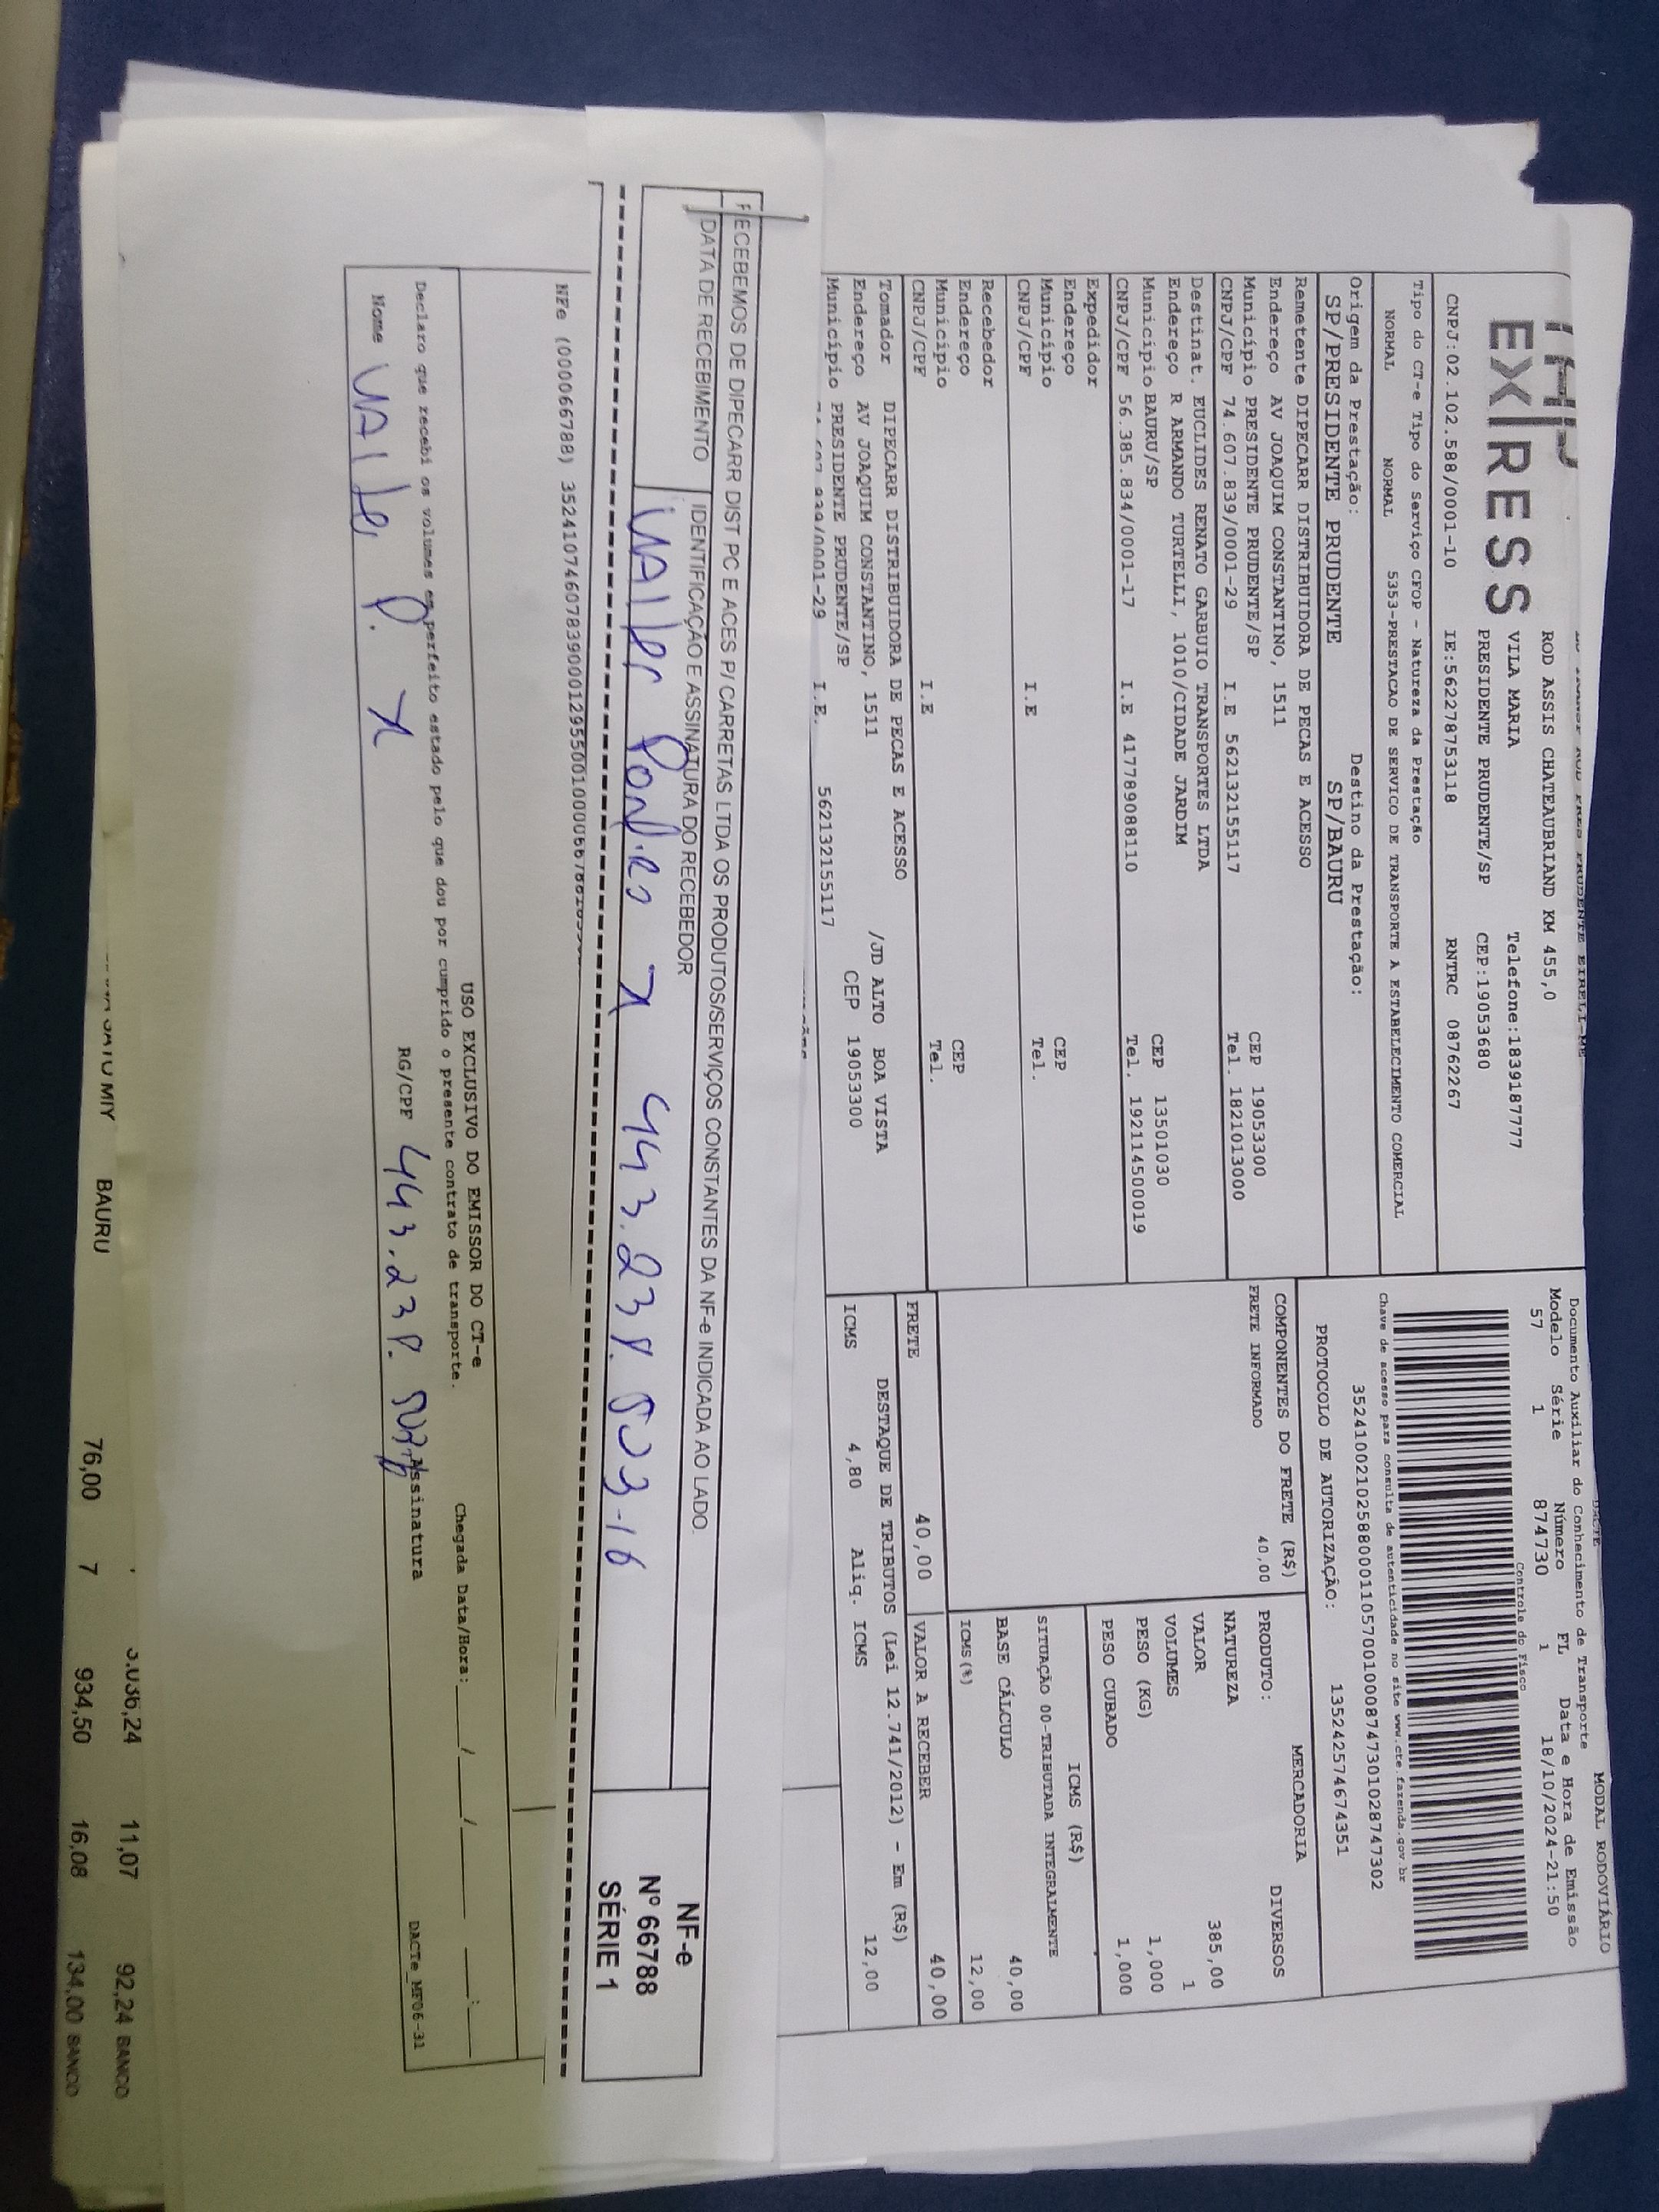 EXPRESS
ROD ASSIS CHATEAUBRIAND KM 455,0
VILA MARIA Telefone:1839187777
PRESIDENTE PRUDENTE/SP CEP:19053680
CNPJ:02.102.588/0001-10 IE:562278753118 RNTRC 08762267
Tipo do CT-e Tipo do Serviço CFOP - Natureza da Prestação
NORMAL NORMAL 5353-PRESTACAO DE SERVICO DE TRANSPORTE A ESTABELECIMENTO COMERCIAL
Origem da Prestação: Destino da Prestação:
SP/PRESIDENTE PRUDENTE SP/BAURU
Remetente DIPECARR DISTRIBUIDORA DE PECAS E ACESSO
Endereço AV JOAQUIM CONSTANTINO, 1511
Município PRESIDENTE PRUDENTE/SP CEP 19053300
CNPJ/CPF 74.607.839/0001-29 I.E 562132155117 Tel. 1821013000
Destinat. EUCLIDES RENATO GARBUIO TRANSPORTES LTDA
Endereço R ARMANDO TURTELLI, 1010/CIDADE JARDIM
Município BAURU/SP CEP 13501030
CNPJ/CPF 56.385.834/0001-17 I.E 417789088110 Tel. 192114500019
Expedidor
Endereço
Município CEP
CNPJ/CPF I.E Tel.
Recebedor
Endereço
Município CEP
CNPJ/CPF I.E Tel.
Tomador DIPECARR DISTRIBUIDORA DE PECAS E ACESSO
Endereço AV JOAQUIM CONSTANTINO, 1511 /JD ALTO BOA VISTA
Município PRESIDENTE PRUDENTE/SP CEP 19053300
/0001-29 I.E. 562132155117
DACTE MODAL RODOVIÁRIO
Documento Auxiliar do Conhecimento de Transporte
Modelo Série Número FL Data e Hora de Emissão
57 1 874730 1 18/10/2024-21:50
Controle do Fisco
Chave de acesso para consulta de autenticidade no site www.cte.fazenda.gov.br
35241002102588000110570010008747301028747302
PROTOCOLO DE AUTORIZAÇÃO: 135242574674351
COMPONENTES DO FRETE (R$)
FRETE INFORMADO 40,00
MERCADORIA
PRODUTO: DIVERSOS
NATUREZA
VALOR 385,00
VOLUMES 1
PESO (KG) 1,000
PESO CUBADO 1,000
ICMS (R$)
SITUAÇÃO 00-TRIBUTADA INTEGRALMENTE
BASE CÁLCULO 40,00
ICMS(%) 12,00
FRETE 40,00 VALOR A RECEBER 40,00
DESTAQUE DE TRIBUTOS (Lei 12.741/2012) - Em (R$)
ICMS 4,80 Aliq. ICMS 12,00
RECEBEMOS DE DIPECARR DIST PC E ACES P/ CARRETAS LTDA OS PRODUTOS/SERVIÇOS CONSTANTES DA NF-e INDICADA AO LADO.
DATA DE RECEBIMENTO IDENTIFICAÇÃO E ASSINATURA DO RECEBEDOR
NF-e
Nº 66788
SÉRIE 1
NFe (000066788)
USO EXCLUSIVO DO EMISSOR DO CT-e
Declaro que recebi os volumes em perfeito estado pelo que dou por cumprido o presente contrato de transporte. Chegada Data/Hora: / / :
Nome RG/CPF Assinatura
DACTe_MF06-31
3.036,24 11,07 92,24 BANCO
BAURU 76,00 7 934,50 16,08 134,00 BANCO